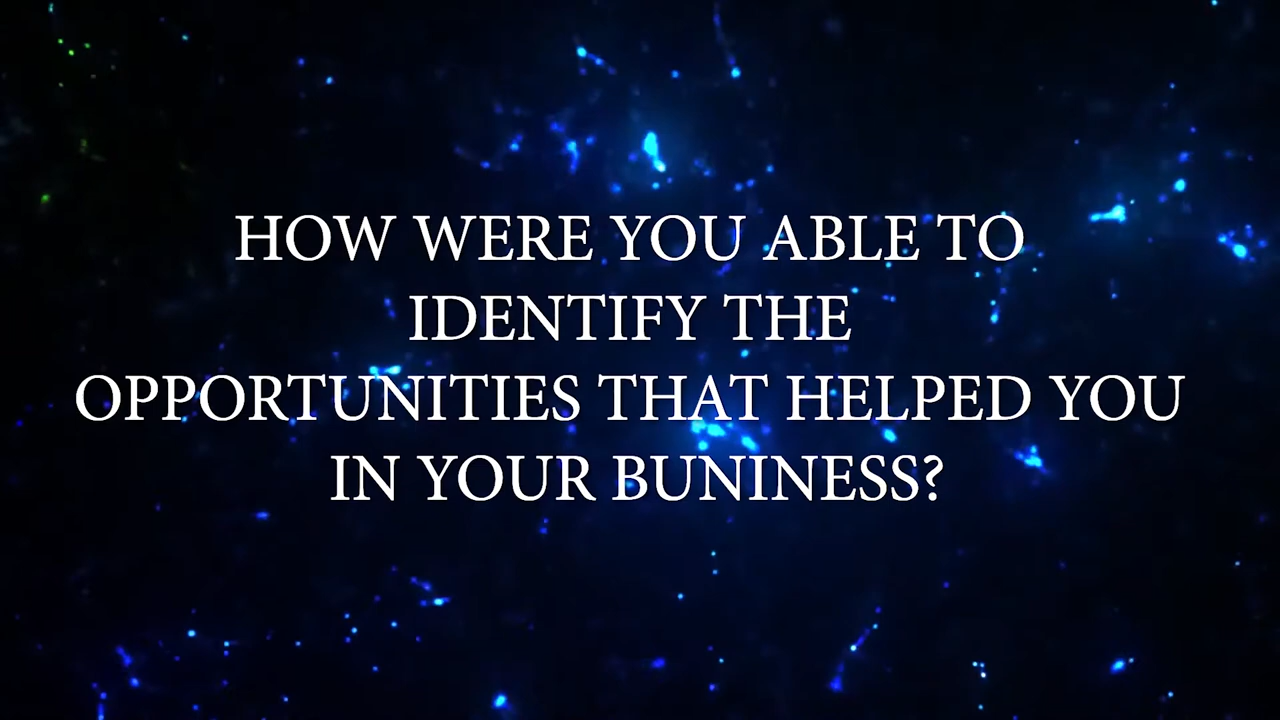 HOW WERE YOU ABLE TO
IDENTIFY THE
OPPORTUNITIES THAT HELPED YOU
IN YOUR BUNINESS?